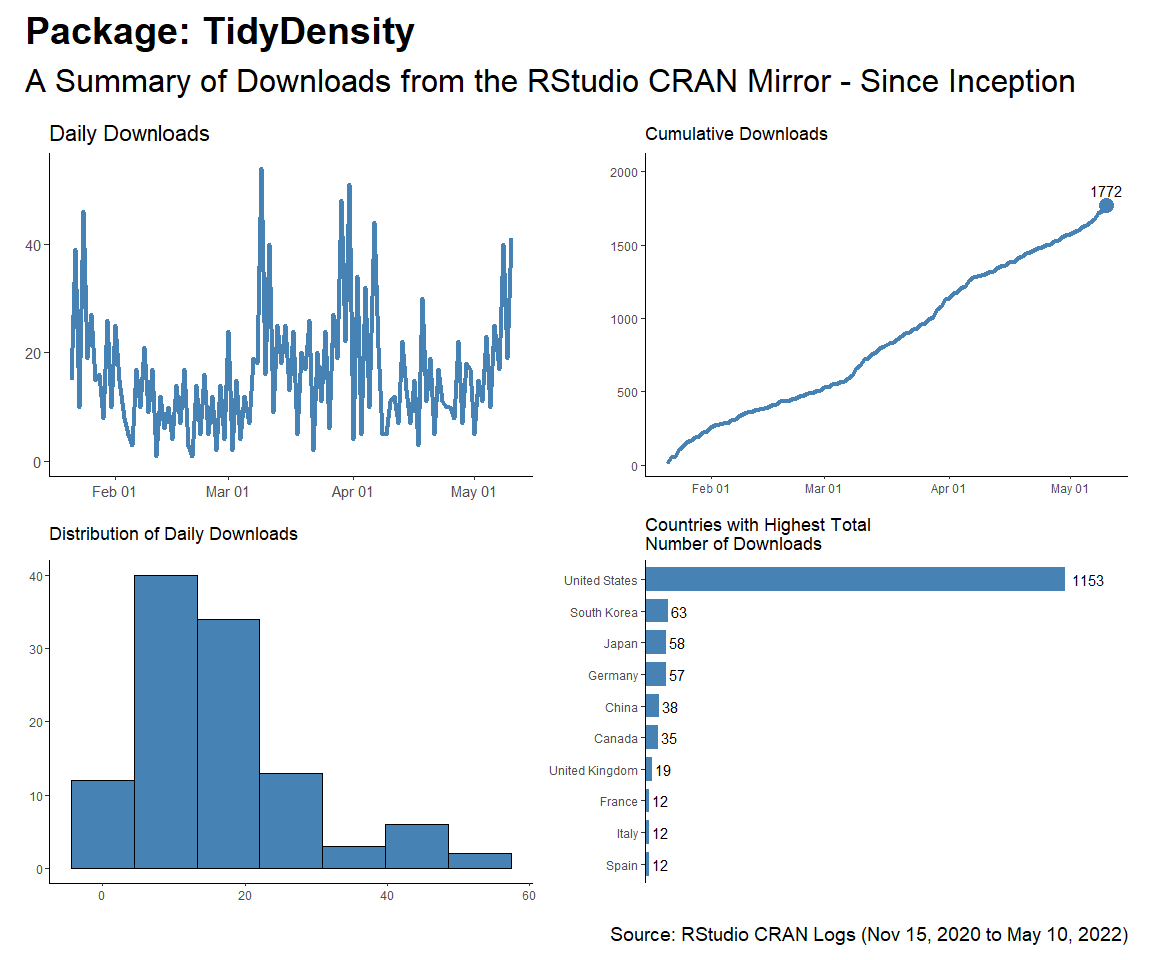 Package: TidyDensity
A Summary of Downloads from the RStudio CRAN Mirror - Since Inception
Daily Downloads
40
20
0
Feb 01
Mar 01
Apr 01
May 01
Cumulative Downloads
2000
1500
1000
500
0
1772
Feb 01
Mar 01
Apr 01
May 01
Distribution of Daily Downloads
40
30
20
10
0
0
20
40
60
Countries with Highest Total
Number of Downloads
United States 1153
South Korea 63
Japan 58
Germany 57
China 38
Canada 35
United Kingdom 19
France 12
Italy 12
Spain 12
Source: RStudio CRAN Logs (Nov 15, 2020 to May 10, 2022)